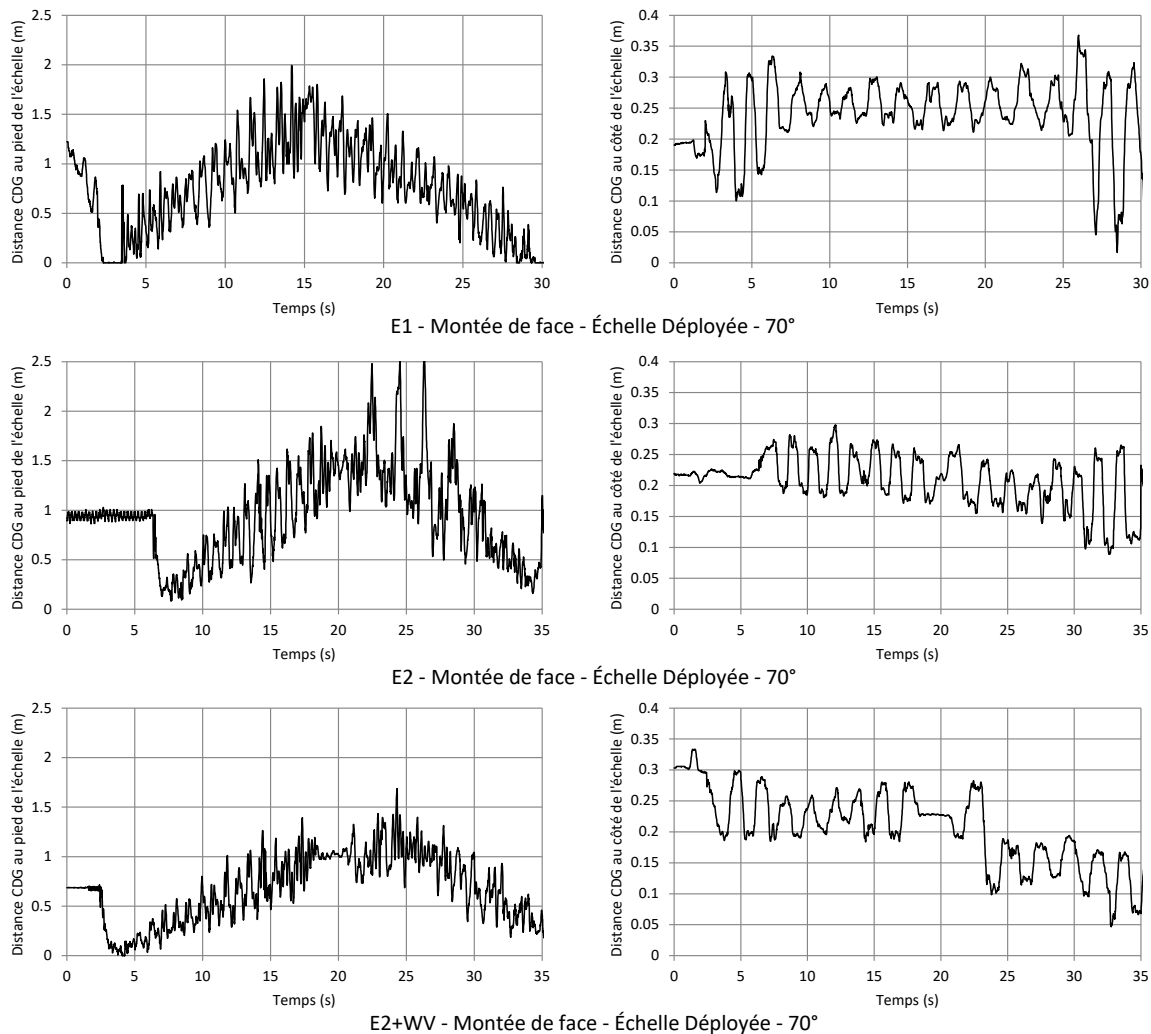 Distance CDG au pied de l'échelle (m)
2.5
2
1.5
1
0.5
0
0 5 10 15 20 25 30
Temps (s)
Distance CDG au côté de l'échelle (m)
0.4
0.35
0.3
0.25
0.2
0.15
0.1
0.05
0
0 5 10 15 20 25 30
Temps (s)
E1 - Montée de face - Échelle Déployée - 70°
Distance CDG au pied de l'échelle (m)
2.5
2
1.5
1
0.5
0
0 5 10 15 20 25 30 35
Temps (s)
Distance CDG au côté de l'échelle (m)
0.4
0.35
0.3
0.25
0.2
0.15
0.1
0.05
0
0 5 10 15 20 25 30 35
Temps (s)
E2 - Montée de face - Échelle Déployée - 70°
Distance CDG au pied de l'échelle (m)
2.5
2
1.5
1
0.5
0
0 5 10 15 20 25 30 35
Temps (s)
Distance CDG au côté de l'échelle (m)
0.4
0.35
0.3
0.25
0.2
0.15
0.1
0.05
0
0 5 10 15 20 25 30 35
Temps (s)
E2+WV - Montée de face - Échelle Déployée - 70°